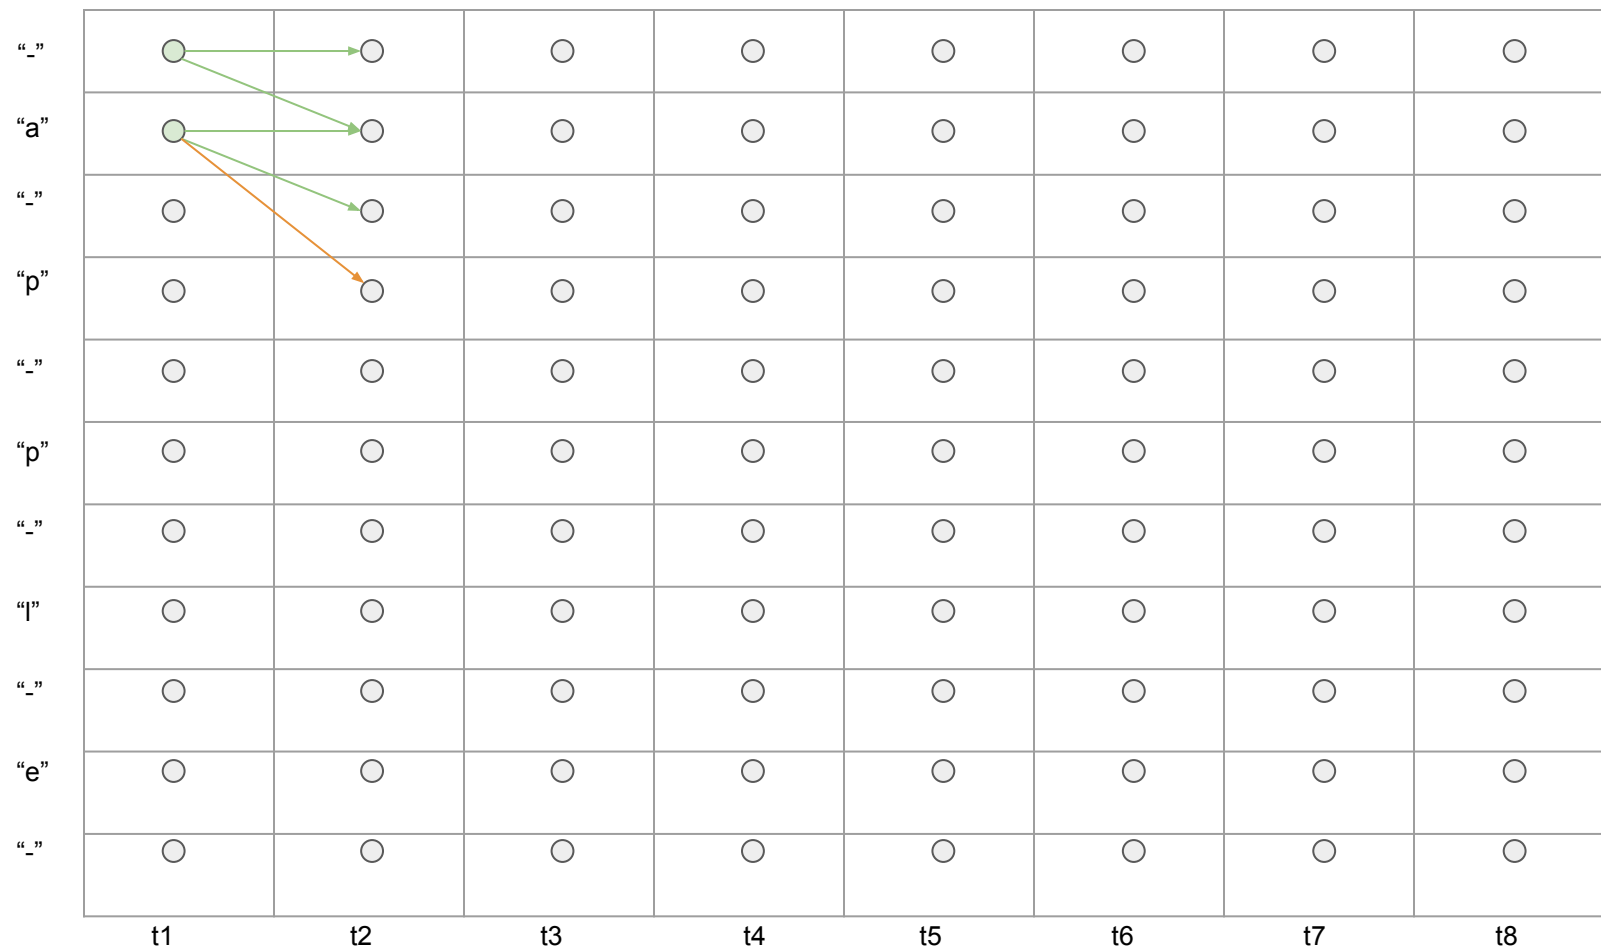 “-”
“a”
“-”
“p”
“-”
“p”
“-”
“l”
“-”
“e”
“-”
t1 t2 t3 t4 t5 t6 t7 t8